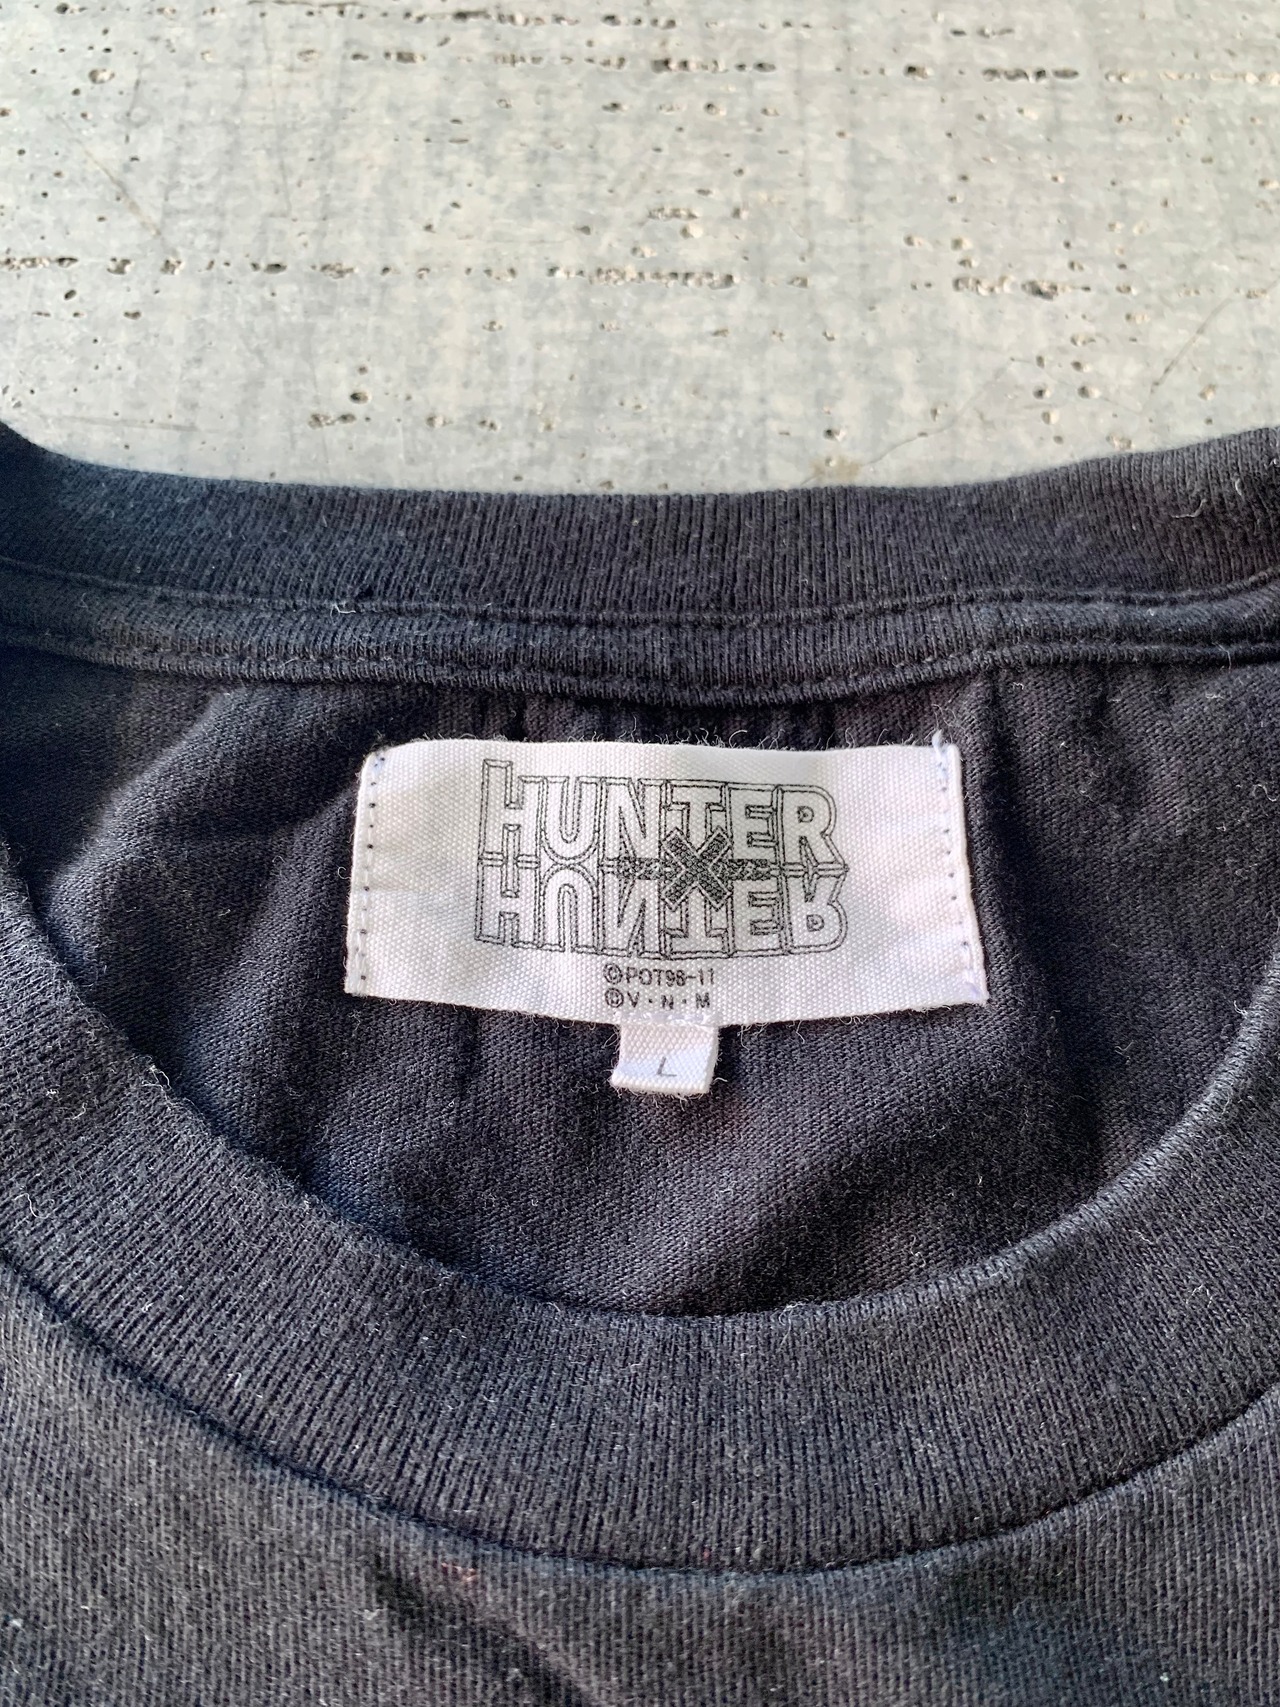 HUNTER
×
HUNTER
©POT98-11
©V・N・M
L